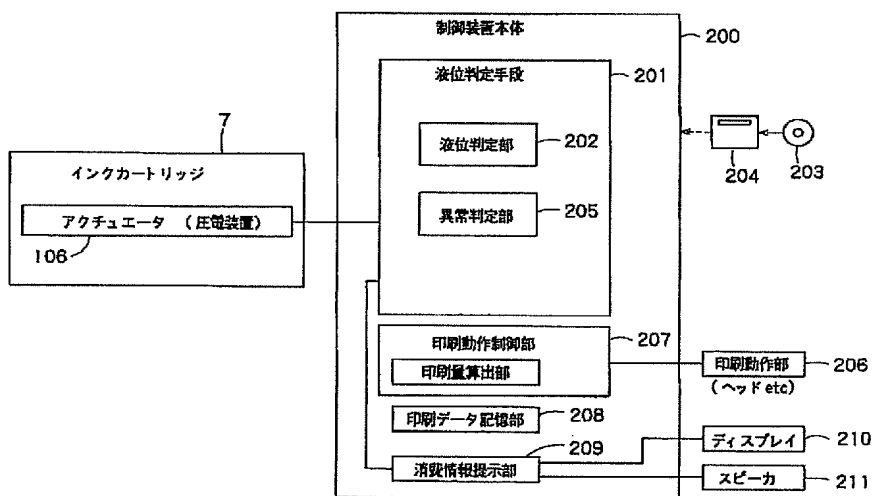 制御装置本体
200
液位判定手段
201
7
液位判定部
202
204
203
インクカートリッジ
異常判定部
205
アクチュエータ (圧電装置)
106
印刷動作制御部
207
印刷量算出部
印刷動作部
206
(ヘッド etc)
印刷データ記憶部
208
209
ディスプレイ
210
消費情報提示部
スピーカ
211